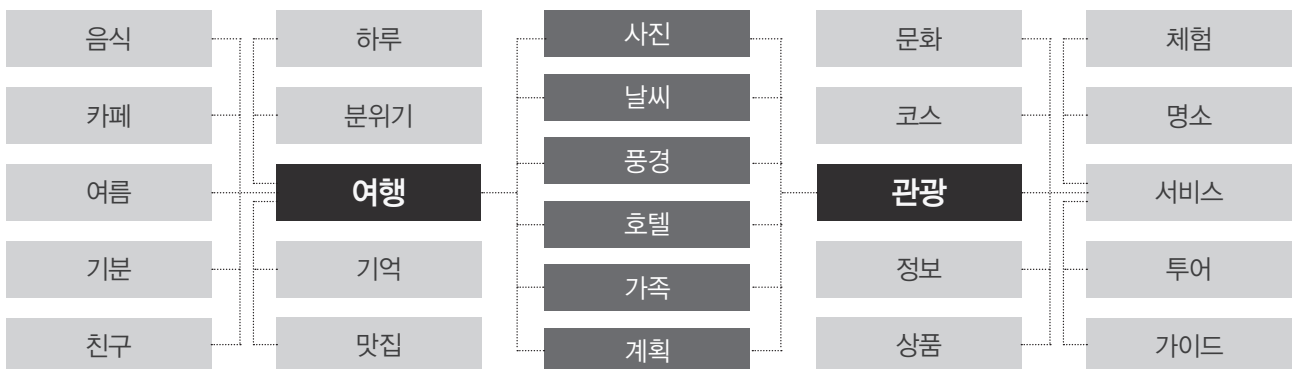 음식 하루 사진 문화 체험
카페 분위기 날씨 코스 명소
여름 여행 풍경 관광 서비스
호텔
기분 기억 가족 정보 투어
친구 맛집 계획 상품 가이드